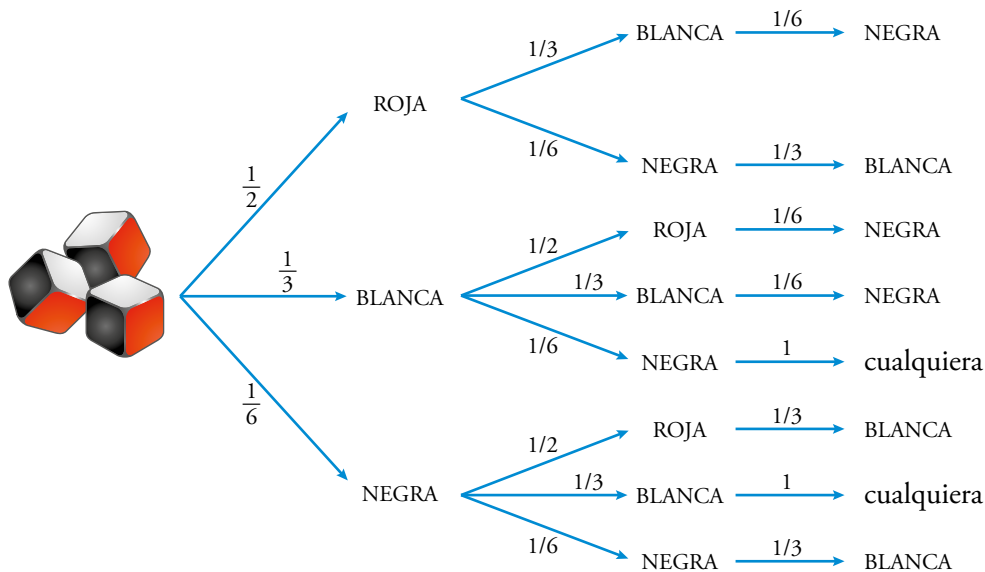 1/2
ROJA
1/3
BLANCA
1/6
NEGRA
1/6
NEGRA
1/3
BLANCA
1/3
BLANCA
1/2
ROJA
1/6
NEGRA
1/3
BLANCA
1/6
NEGRA
1/6
NEGRA
1
cualquiera
1/6
NEGRA
1/2
ROJA
1/3
BLANCA
1/3
BLANCA
1
cualquiera
1/6
NEGRA
1/3
BLANCA